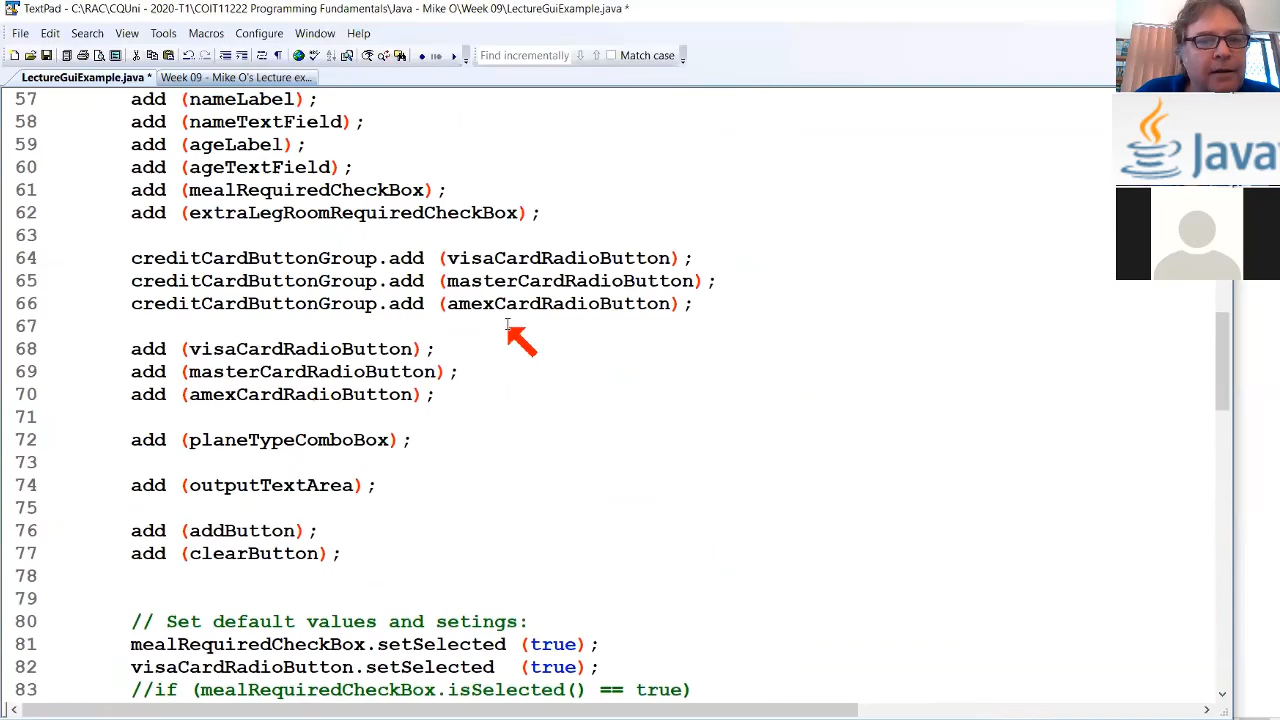 TextPad - C:\RAC\CQUni - 2020-T1\COIT11222 Programming Fundamentals\Java - Mike O\Week 09\LectureGuiExample.java *
File Edit Search View Tools Macros Configure Window Help
Find incrementally Match case
LectureGuiExample.java * Week 09 - Mike O's Lecture ex...
57 add (nameLabel);
58 add (nameTextField);
59 add (ageLabel);
60 add (ageTextField);
61 add (mealRequiredCheckBox);
62 add (extraLegRoomRequiredCheckBox);
63
64 creditCardButtonGroup.add (visaCardRadioButton);
65 creditCardButtonGroup.add (masterCardRadioButton);
66 creditCardButtonGroup.add (amexCardRadioButton);
67
68 add (visaCardRadioButton);
69 add (masterCardRadioButton);
70 add (amexCardRadioButton);
71
72 add (planeTypeComboBox);
73
74 add (outputTextArea);
75
76 add (addButton);
77 add (clearButton);
78
79
80 // Set default values and setings:
81 mealRequiredCheckBox.setSelected (true);
82 visaCardRadioButton.setSelected (true);
83 //if (mealRequiredCheckBox.isSelected() == true)
Java